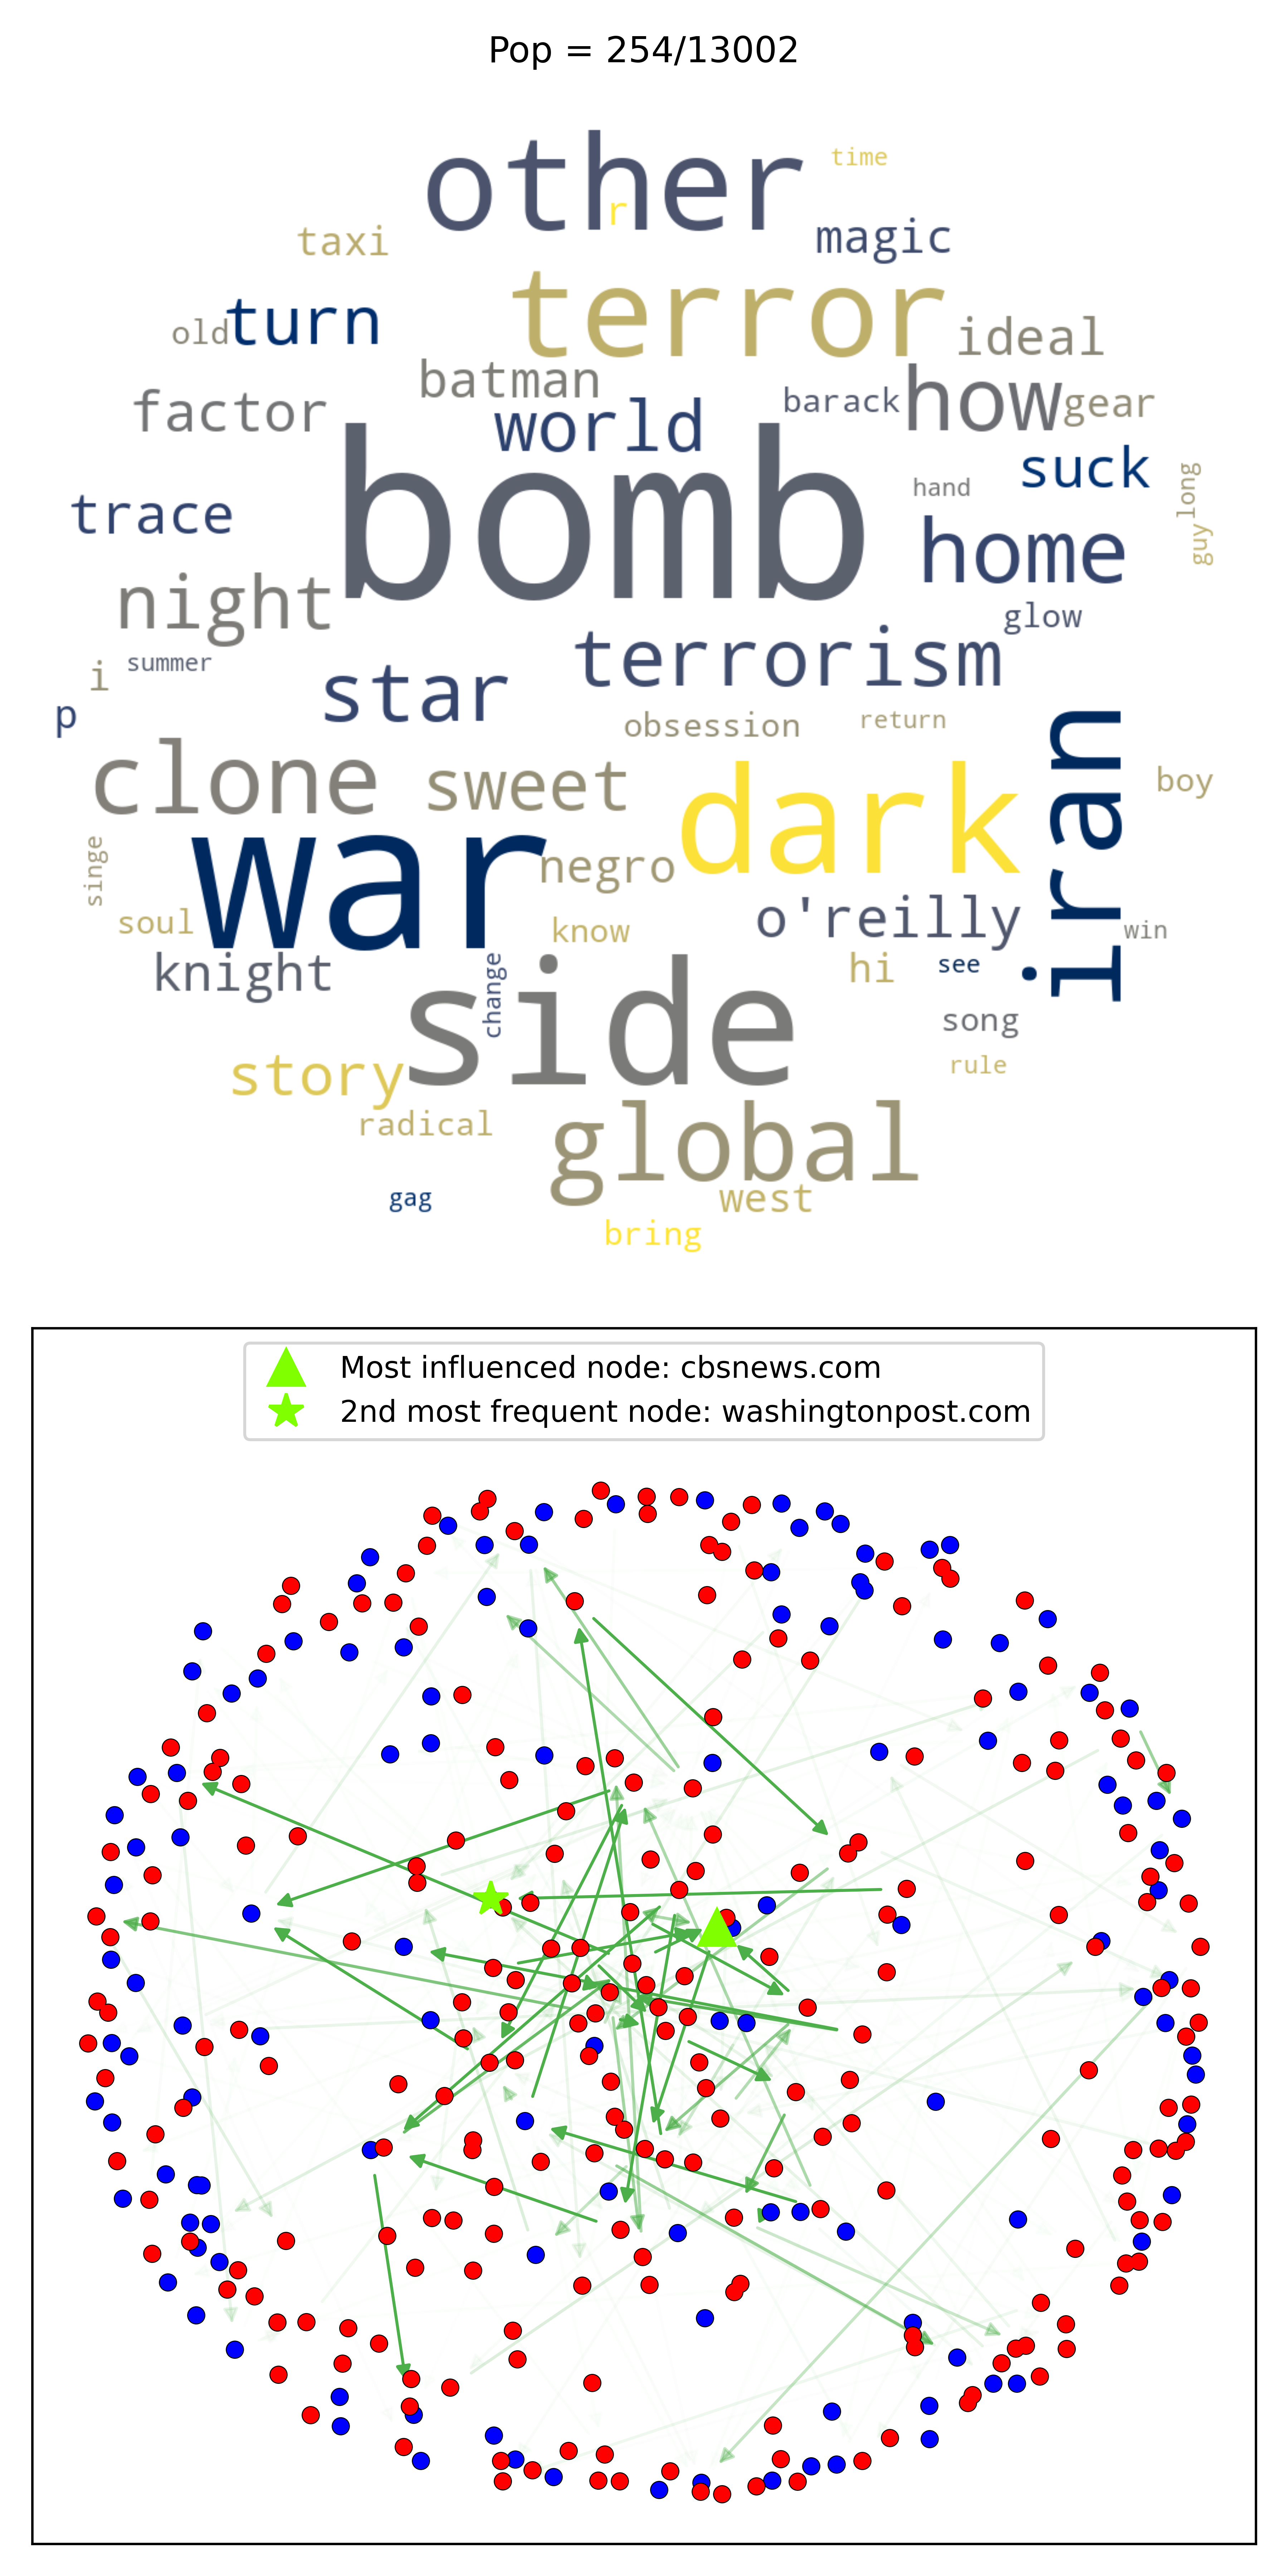 Pop = 254/13002
other
time
r
taxi
magic
turn
old
terror
ideal
batman
factor
world
barack
how
gear
bomb
suck
hand
long
guy
trace
home
night
glow
terrorism
summer
i
star
p
obsession
return
iran
clone
sweet
dark
boy
war
negro
singe
soul
know
o'reilly
win
knight
change
side
hi
see
song
story
rule
radical
global
gag
west
bring
Most influenced node: cbsnews.com
2nd most frequent node: washingtonpost.com